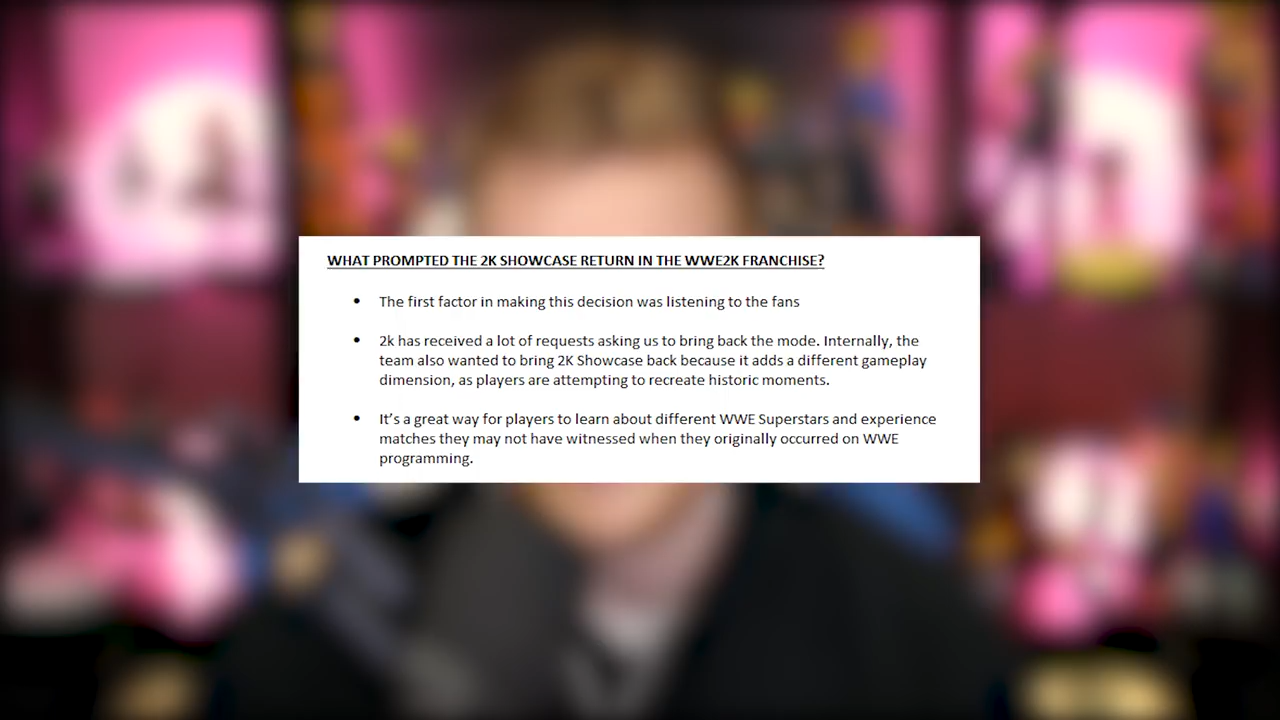 WHAT PROMPTED THE 2K SHOWCASE RETURN IN THE WWE2K FRANCHISE?
• The first factor in making this decision was listening to the fans
• 2k has received a lot of requests asking us to bring back the mode. Internally, the
team also wanted to bring 2K Showcase back because it adds a different gameplay
dimension, as players are attempting to recreate historic moments.
• It’s a great way for players to learn about different WWE Superstars and experience
matches they may not have witnessed when they originally occurred on WWE
programming.